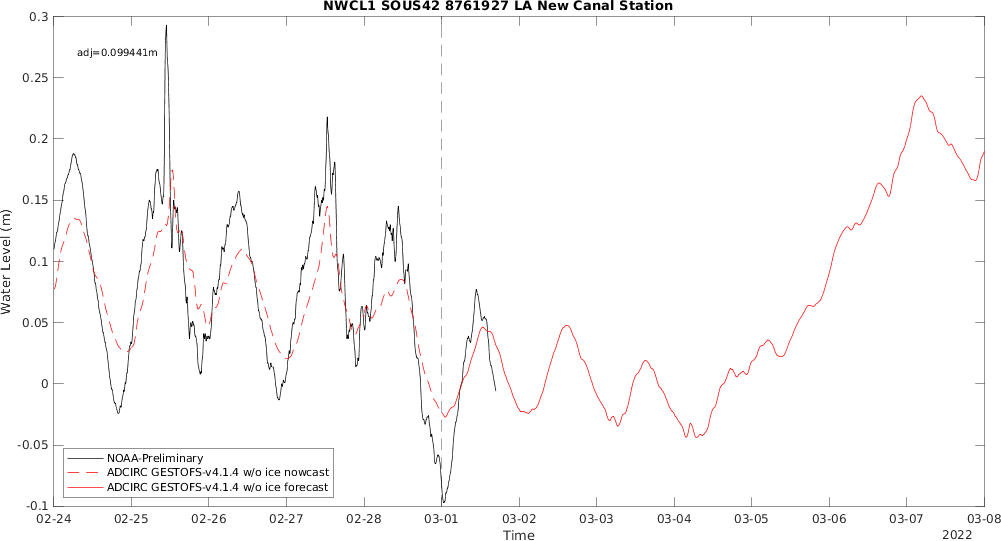 NWCL1 SOUS42 8761927 LA New Canal Station
adj=0.099441m
0.3
0.25
0.2
0.15
0.1
0.05
0
-0.05
-0.1
Water Level (m)
NOAA-Preliminary
ADCIRC GESTOFS-v4.1.4 w/o ice nowcast
ADCIRC GESTOFS-v4.1.4 w/o ice forecast
02-24 02-25 02-26 02-27 02-28 03-01 03-02 03-03 03-04 03-05 03-06 03-07 03-08
Time
2022